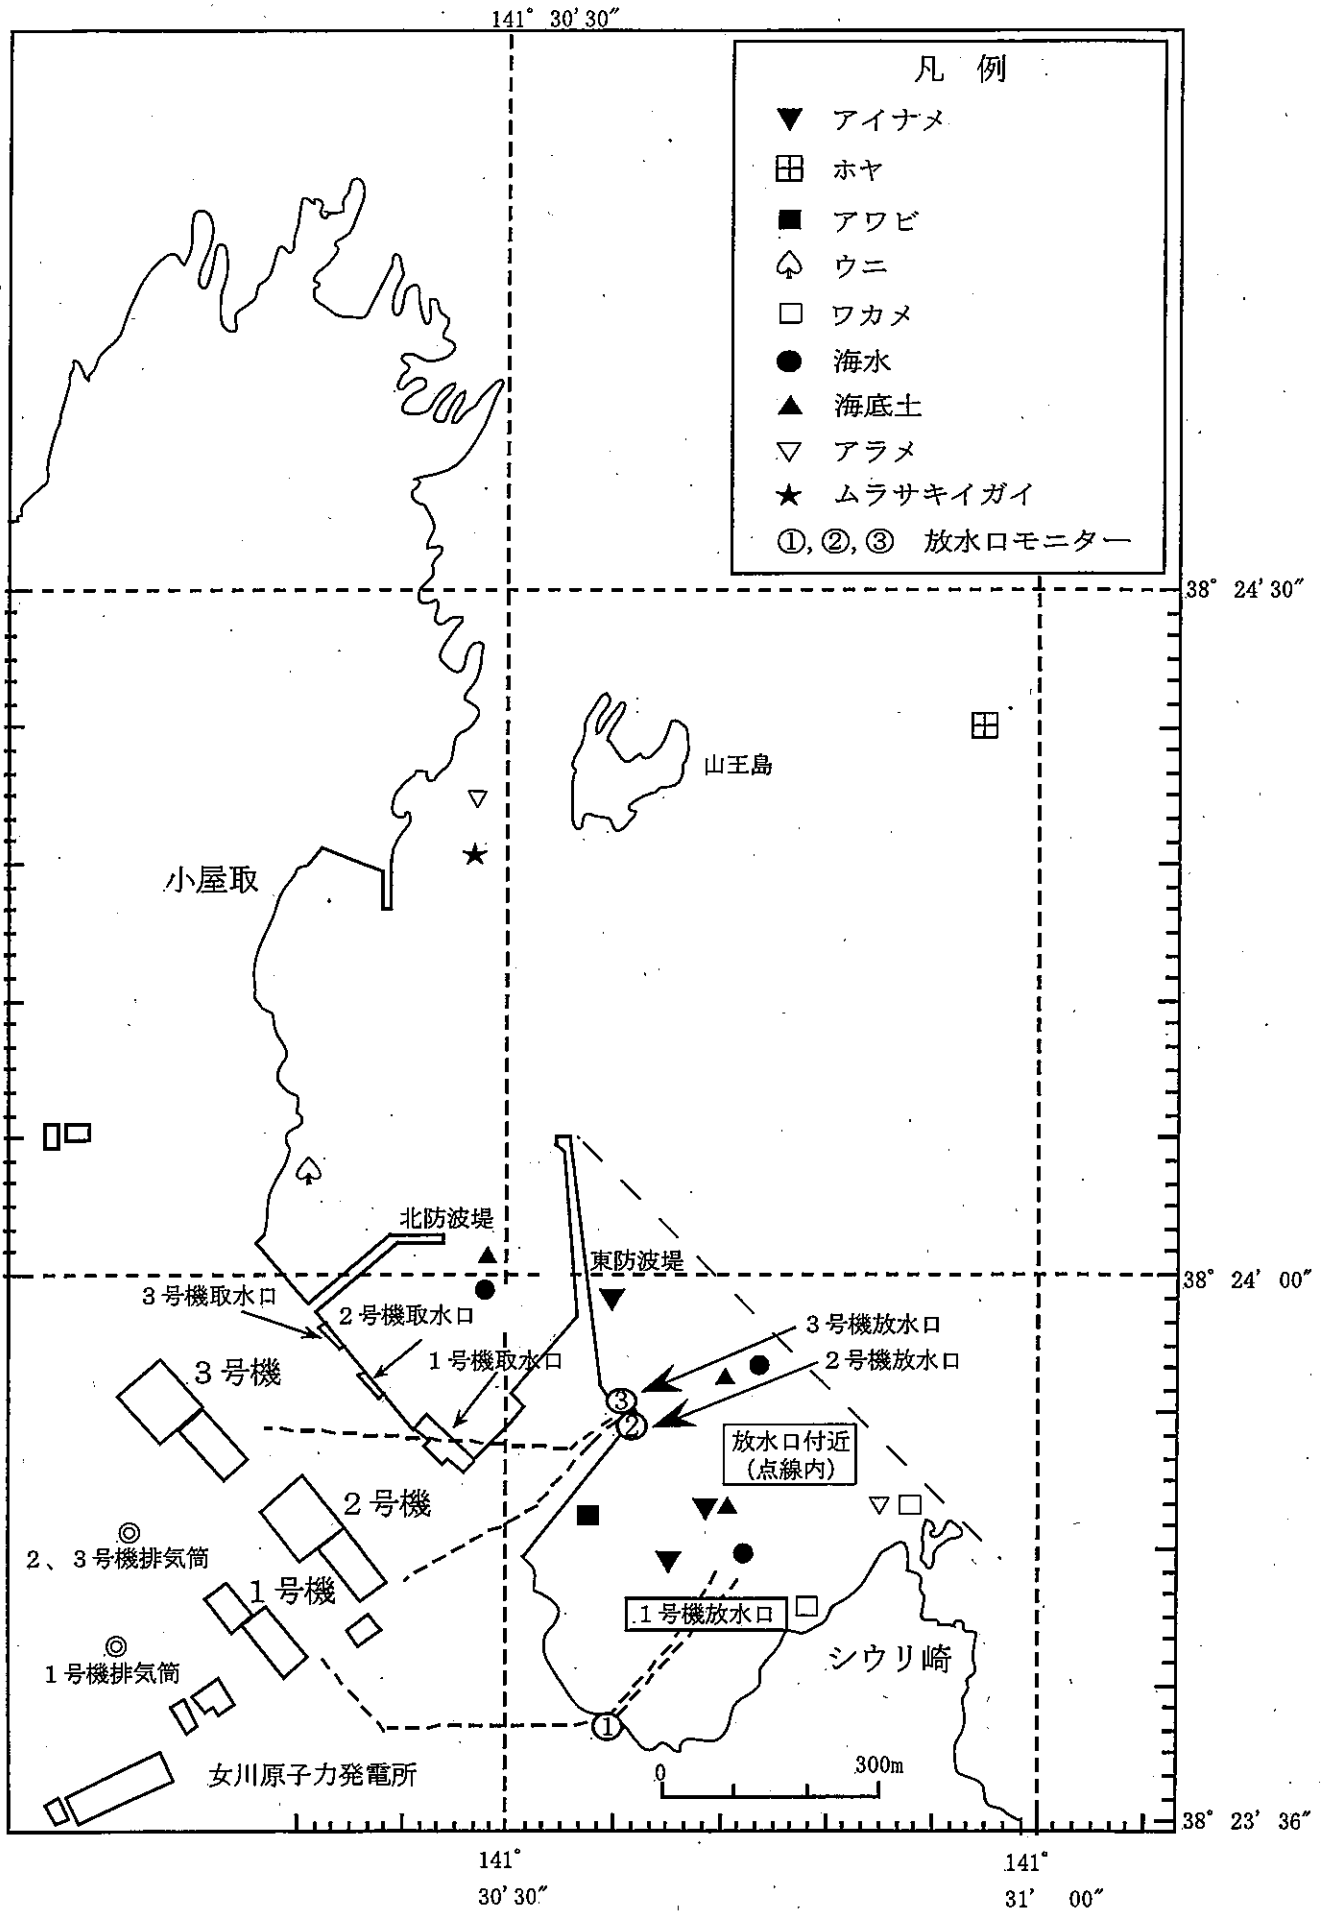 141° 30′30″
凡 例
アイナメ
ホヤ
アワビ
ウニ
ワカメ
海水
海底土
アラメ
ムラサキイガイ
①,②,③ 放水口モニター
38° 24′30″
山王島
小屋取
北防波堤
東防波堤
38° 24′ 00″
3号機取水口
2号機取水口
1号機取水口
3号機放水口
2号機放水口
3号機
③
②
放水口付近
(点線内)
2号機
2、3号機排気筒
1号機
1号機放水口
シウリ崎
1号機排気筒
①
女川原子力発電所
0 300m
38° 23′ 36″
141°
30′30″
141°
31′ 00″